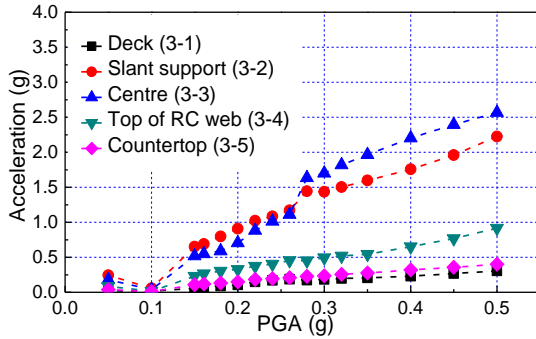 4.0
3.5
3.0
2.5
2.0
1.5
1.0
0.5
0.0
Acceleration (g)
Deck (3-1)
Slant support (3-2)
Centre (3-3)
Top of RC web (3-4)
Countertop (3-5)
0.0 0.1 0.2 0.3 0.4 0.5
PGA (g)